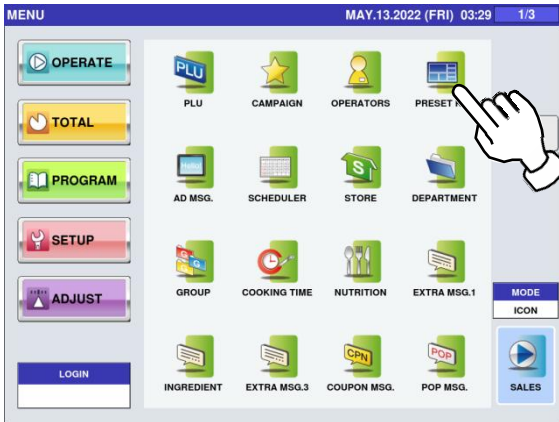 MENU MAY.13.2022 (FRI) 03:29 1/3
OPERATE
TOTAL
PROGRAM
SETUP
ADJUST
LOGIN
PLU
PLU CAMPAIGN OPERATORS PRESET
S
AD MSG. SCHEDULER STORE DEPARTMENT
GROUP COOKING TIME NUTRITION EXTRA MSG.1
CPN POP
INGREDIENT EXTRA MSG.3 COUPON MSG. POP MSG.
MODE
ICON
SALES